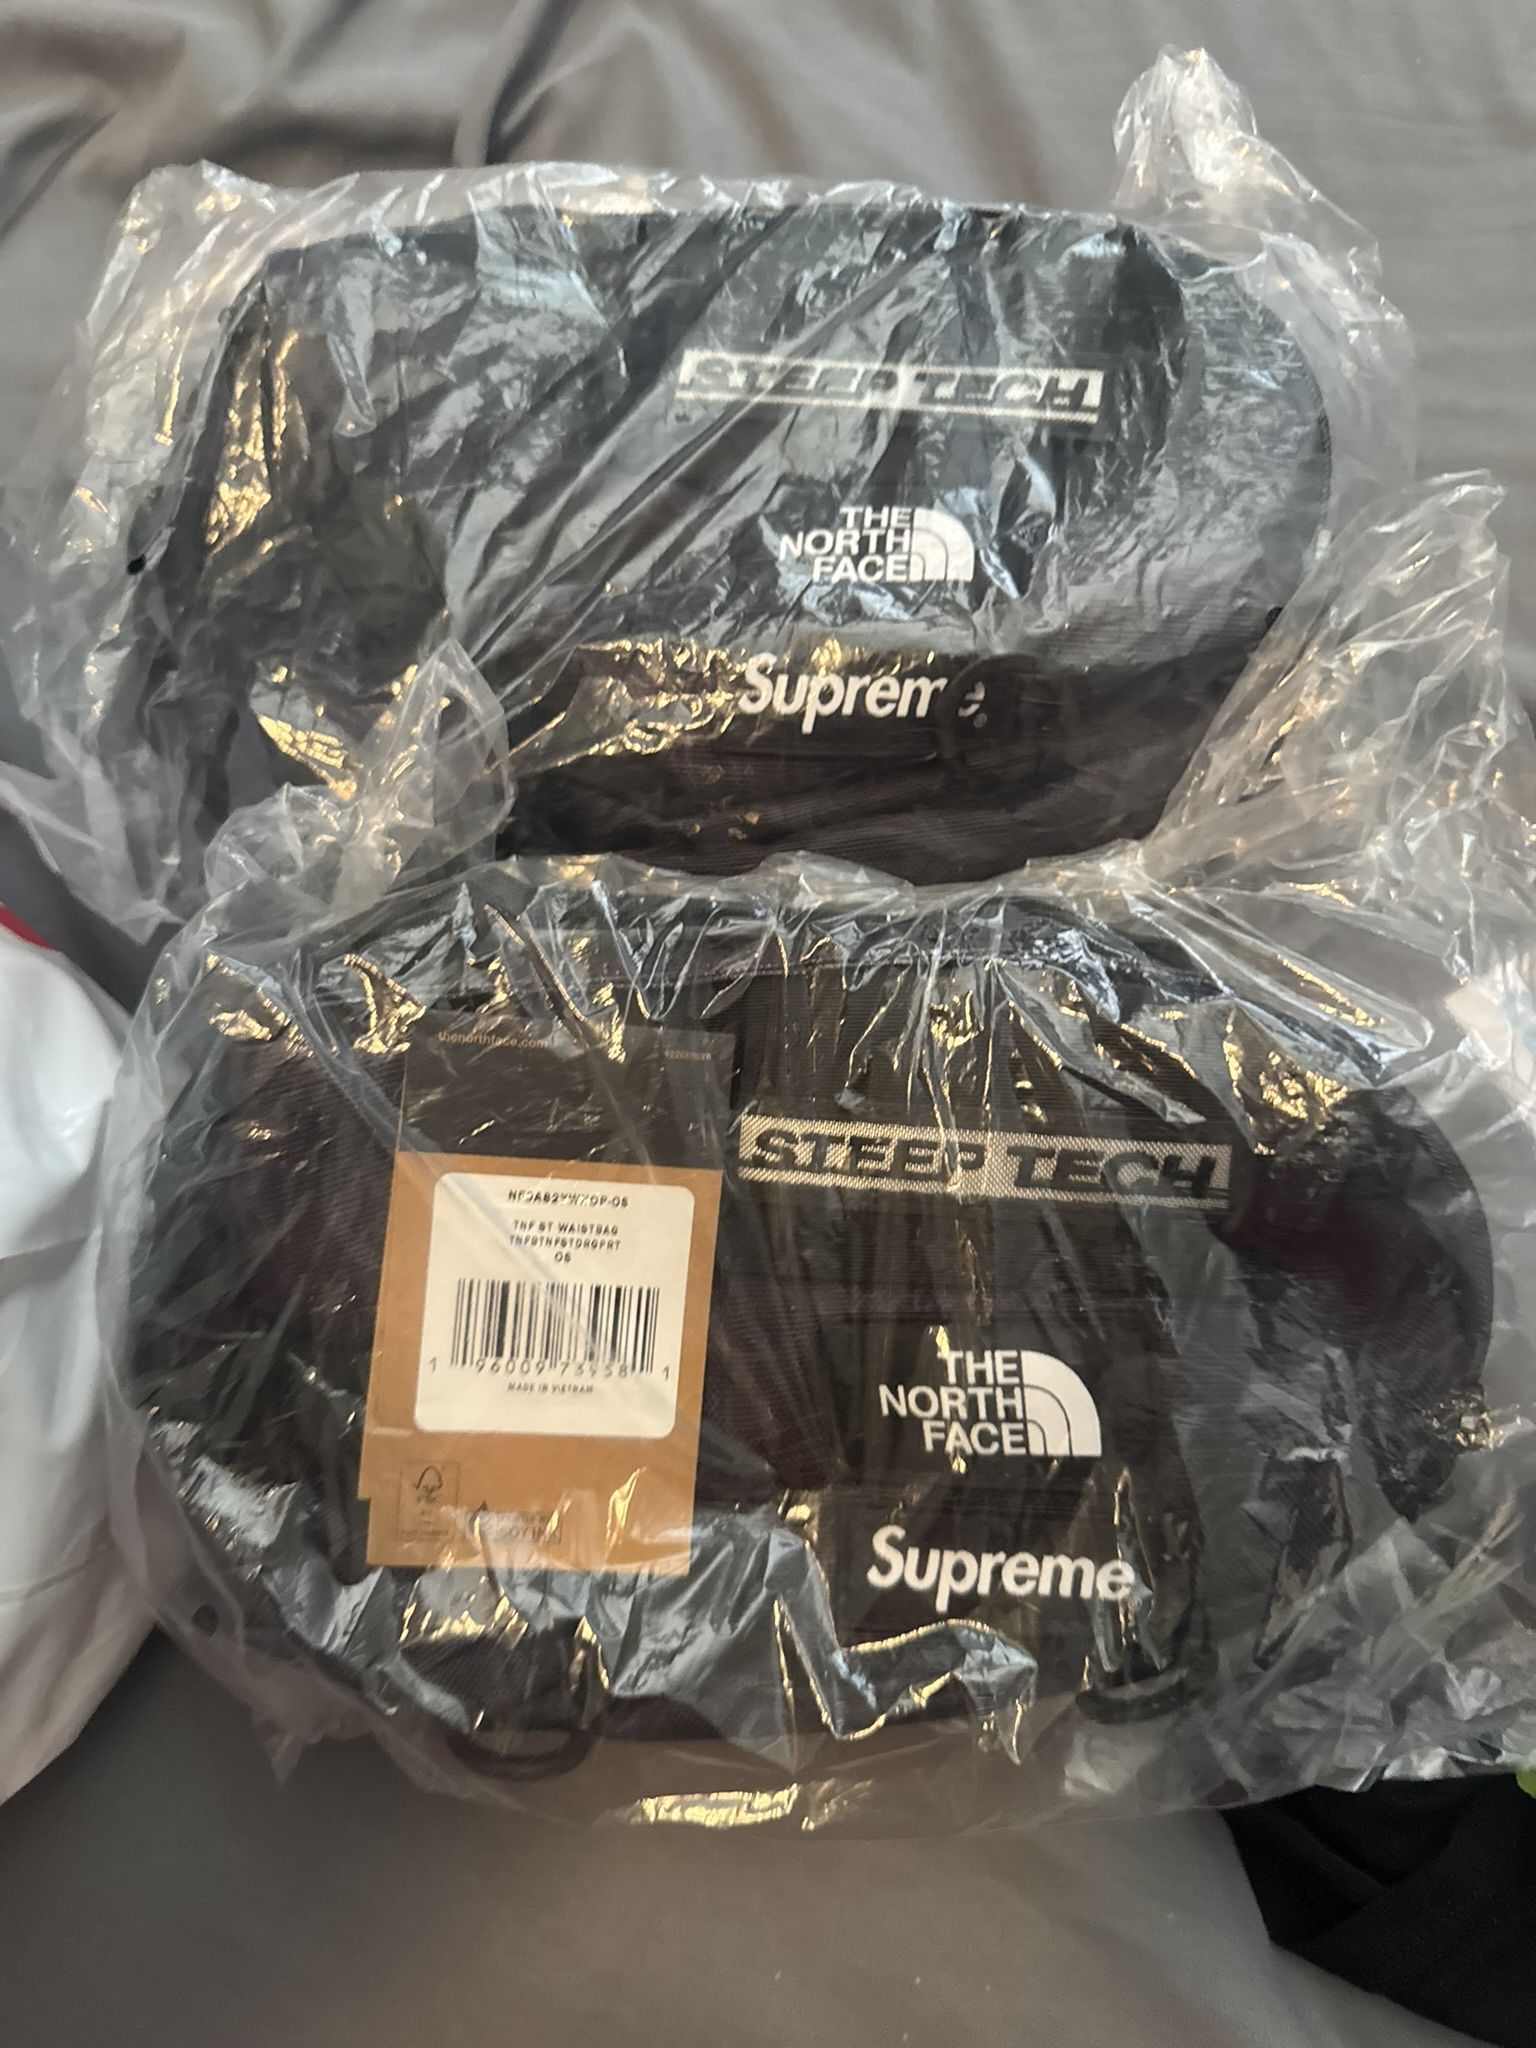 STEEP TECH
THE
NORTH
FACE
Supreme
thenorthface.com
STEEP TECH
TNF ST WAISTBAG
OS
MADE IN VIETNAM
THE
NORTH
FACE
Supreme